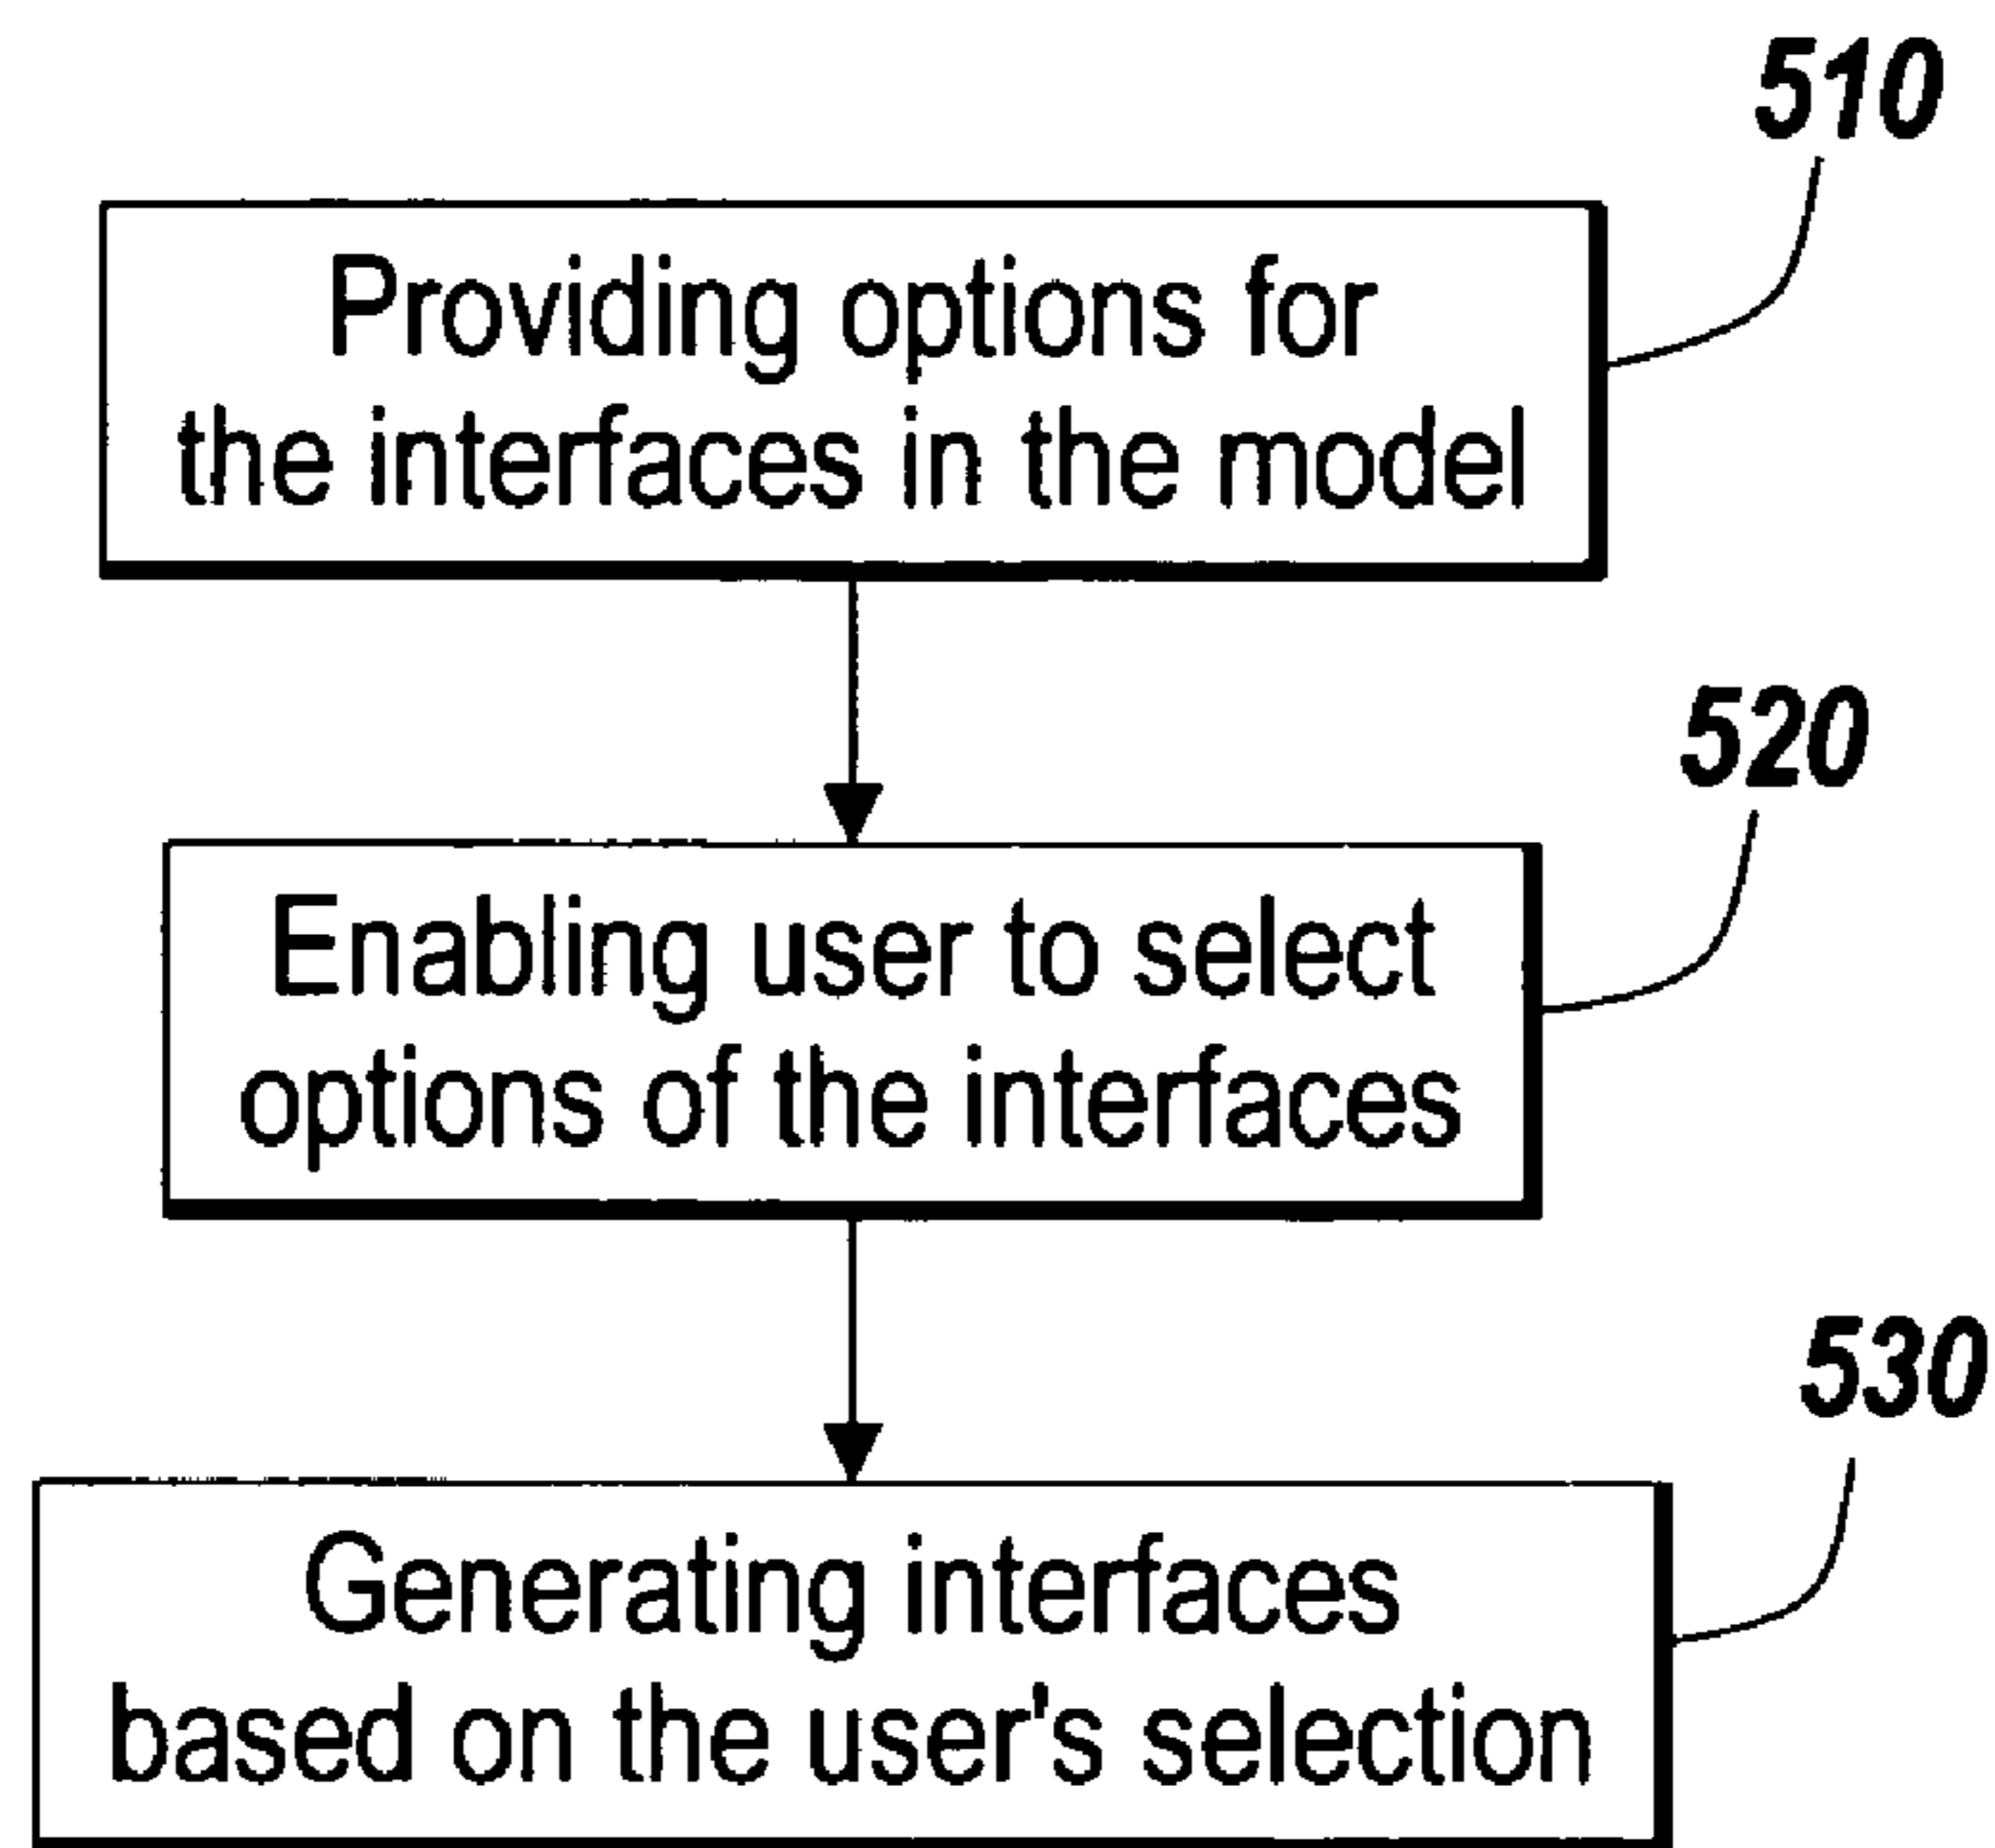 510
Providing options for
the interfaces in the model
520
Enabling user to select
options of the interfaces
530
Generating interfaces
based on the user's selection